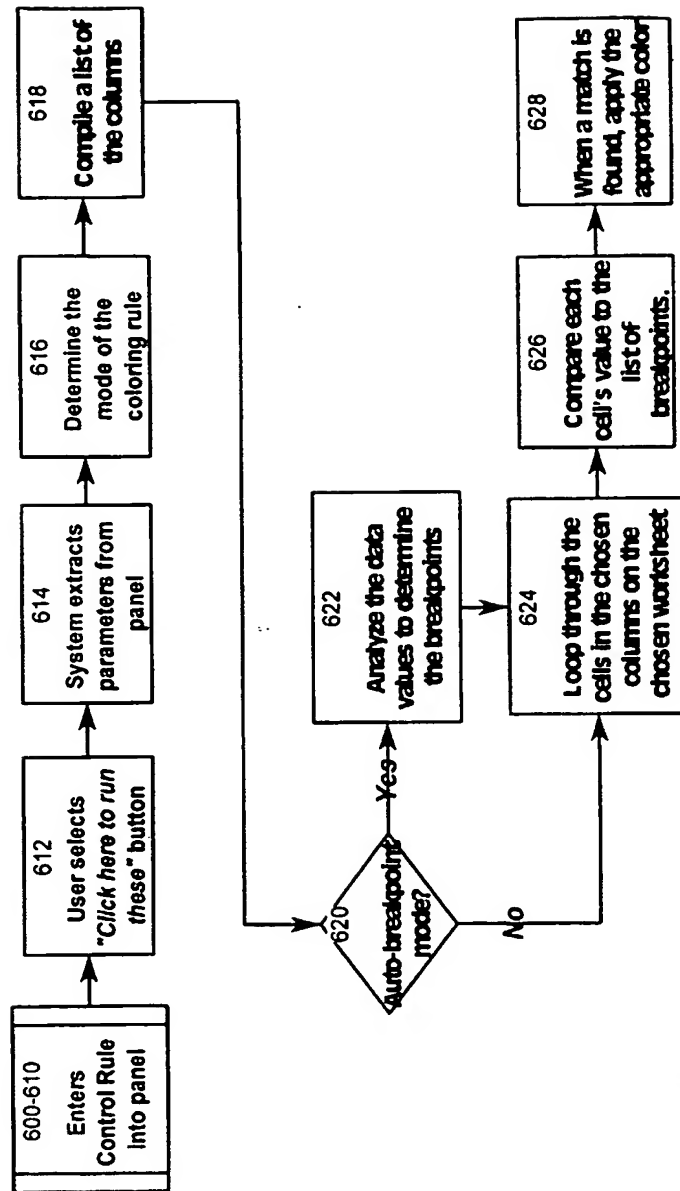 600-610
Enters
Control Rule
Into panel
612
User selects
"Click here to run
these" button
614
System extracts
parameters from
panel
616
Determine the
mode of the
coloring rule
618
Compile a list of
the columns
620
Auto-breakpoint
mode?
Yes
No
622
Analyze the data
values to determine
the breakpoints
624
Loop through the
cells in the chosen
columns on the
chosen worksheet
626
Compare each
cell's value to the
list of
breakpoints.
628
When a match is
found, apply the
appropriate color